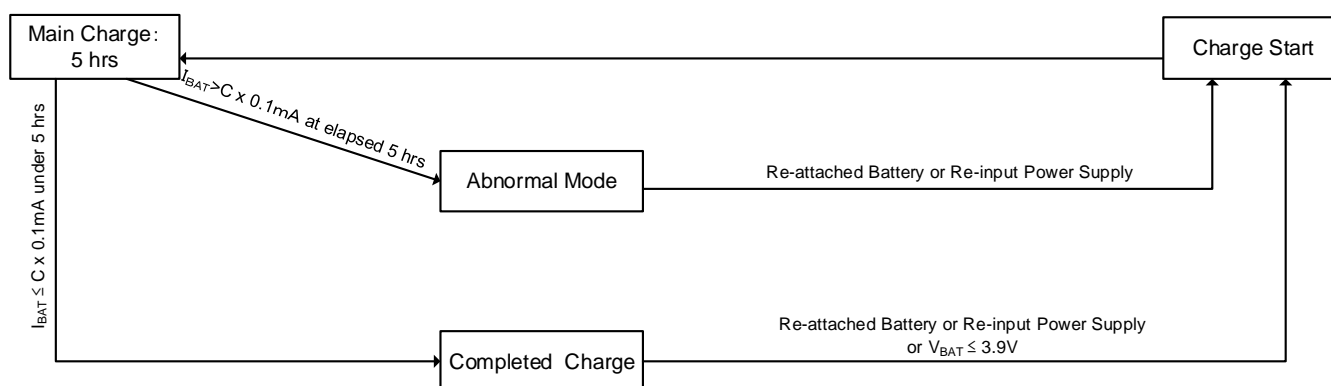 Main Charge:
5 hrs
Charge Start
I_BAT>C x 0.1mA at elapsed 5 hrs
I_BAT ≤ C x 0.1mA under 5 hrs
Abnormal Mode
Re-attached Battery or Re-input Power Supply
Completed Charge
Re-attached Battery or Re-input Power Supply
or V_BAT ≤ 3.9V